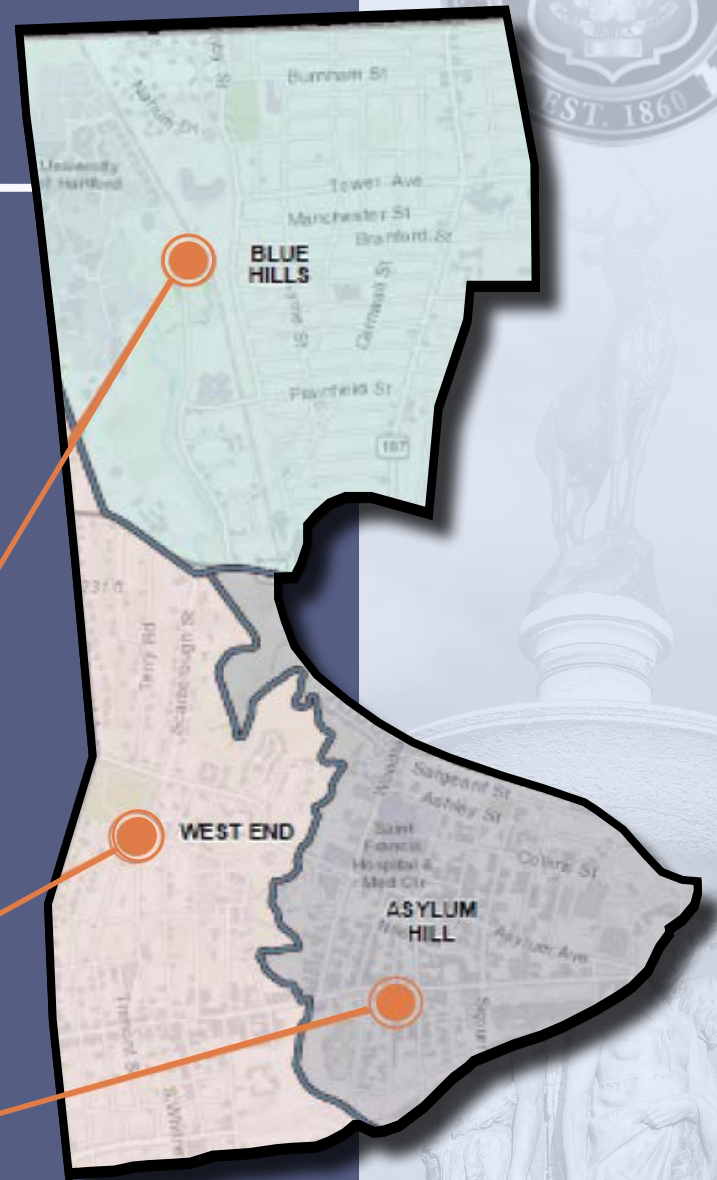 EST. 1860
Burnham St
University
of Hartford
Tower Ave
Manchester St
Branford St
BLUE
HILLS
Cornwall St
Plainfield St
187
Terry Rd
Scarborough St
Sargeant St
Ashley St
WEST END
Saint
Francis
Hospital &
Med Ctr
Collins St
ASYLUM
HILL
Asylum Ave